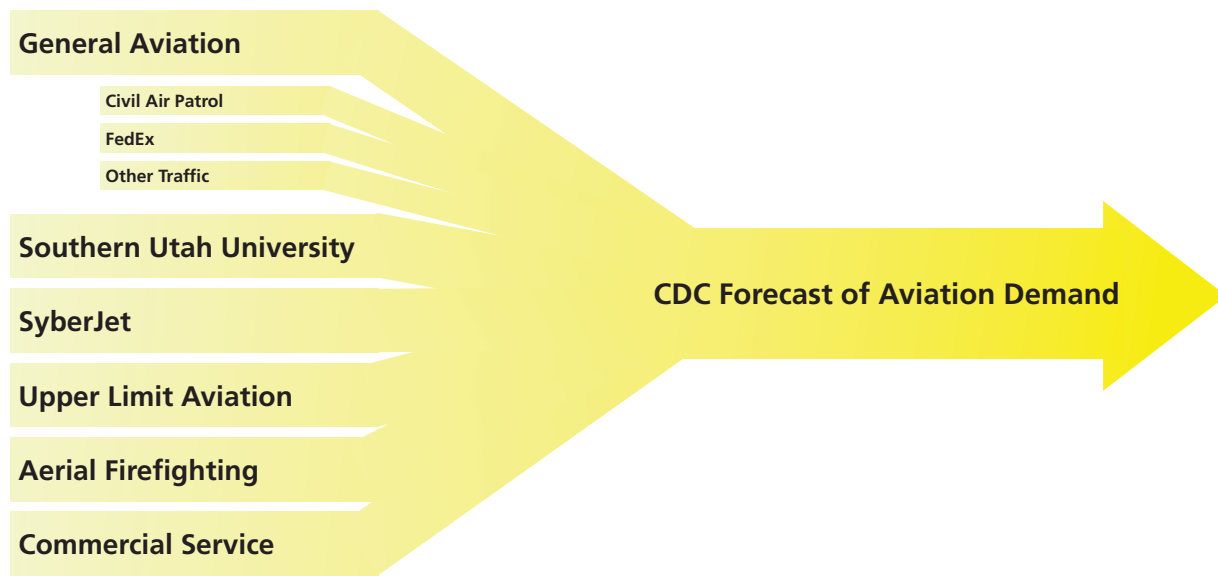 General Aviation
Civil Air Patrol
FedEx
Other Traffic
Southern Utah University
SyberJet
Upper Limit Aviation
Aerial Firefighting
Commercial Service
CDC Forecast of Aviation Demand